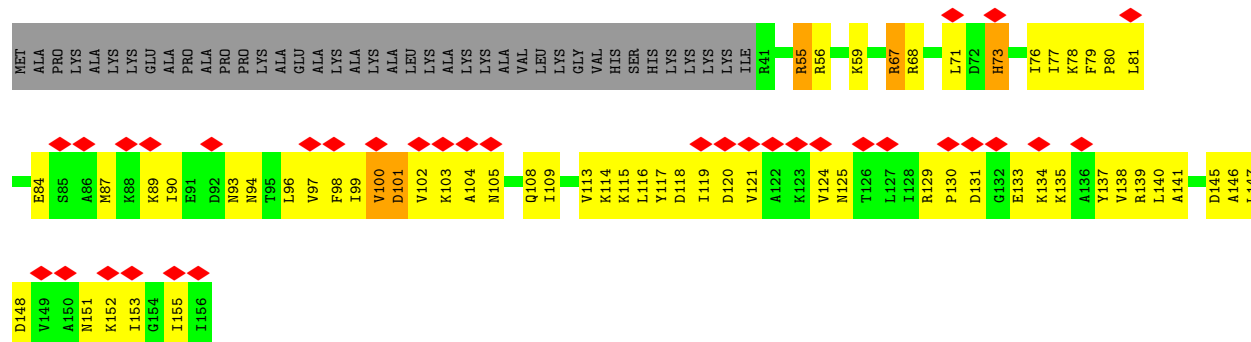 MET ALA PRO LYS ALA LYS LYS GLU ALA PRO ALA PRO PRO LYS ALA GLU ALA LYS ALA LYS ALA LEU LYS ALA LYS LYS ALA VAL LEU LYS GLY VAL HIS SER HIS LYS LYS LYS LYS ILE R41 R55 R56 K59 R67 R68 L71 D72 H73 I76 I77 K78 F79 P80 L81
E84 S85 A86 M87 K88 K89 I90 E91 D92 N93 N94 T95 L96 V97 F98 I99 V100 D101 V102 K103 A104 N105 Q108 I109 V113 K114 K115 L116 Y117 D118 I119 D120 V121 A122 K123 V124 N125 T126 L127 I128 R129 P130 D131 G132 E133 K134 K135 A136 Y137 V138 R139 L140 A141 D145 A146
D148 V149 A150 N151 K152 I153 G154 I155 I156